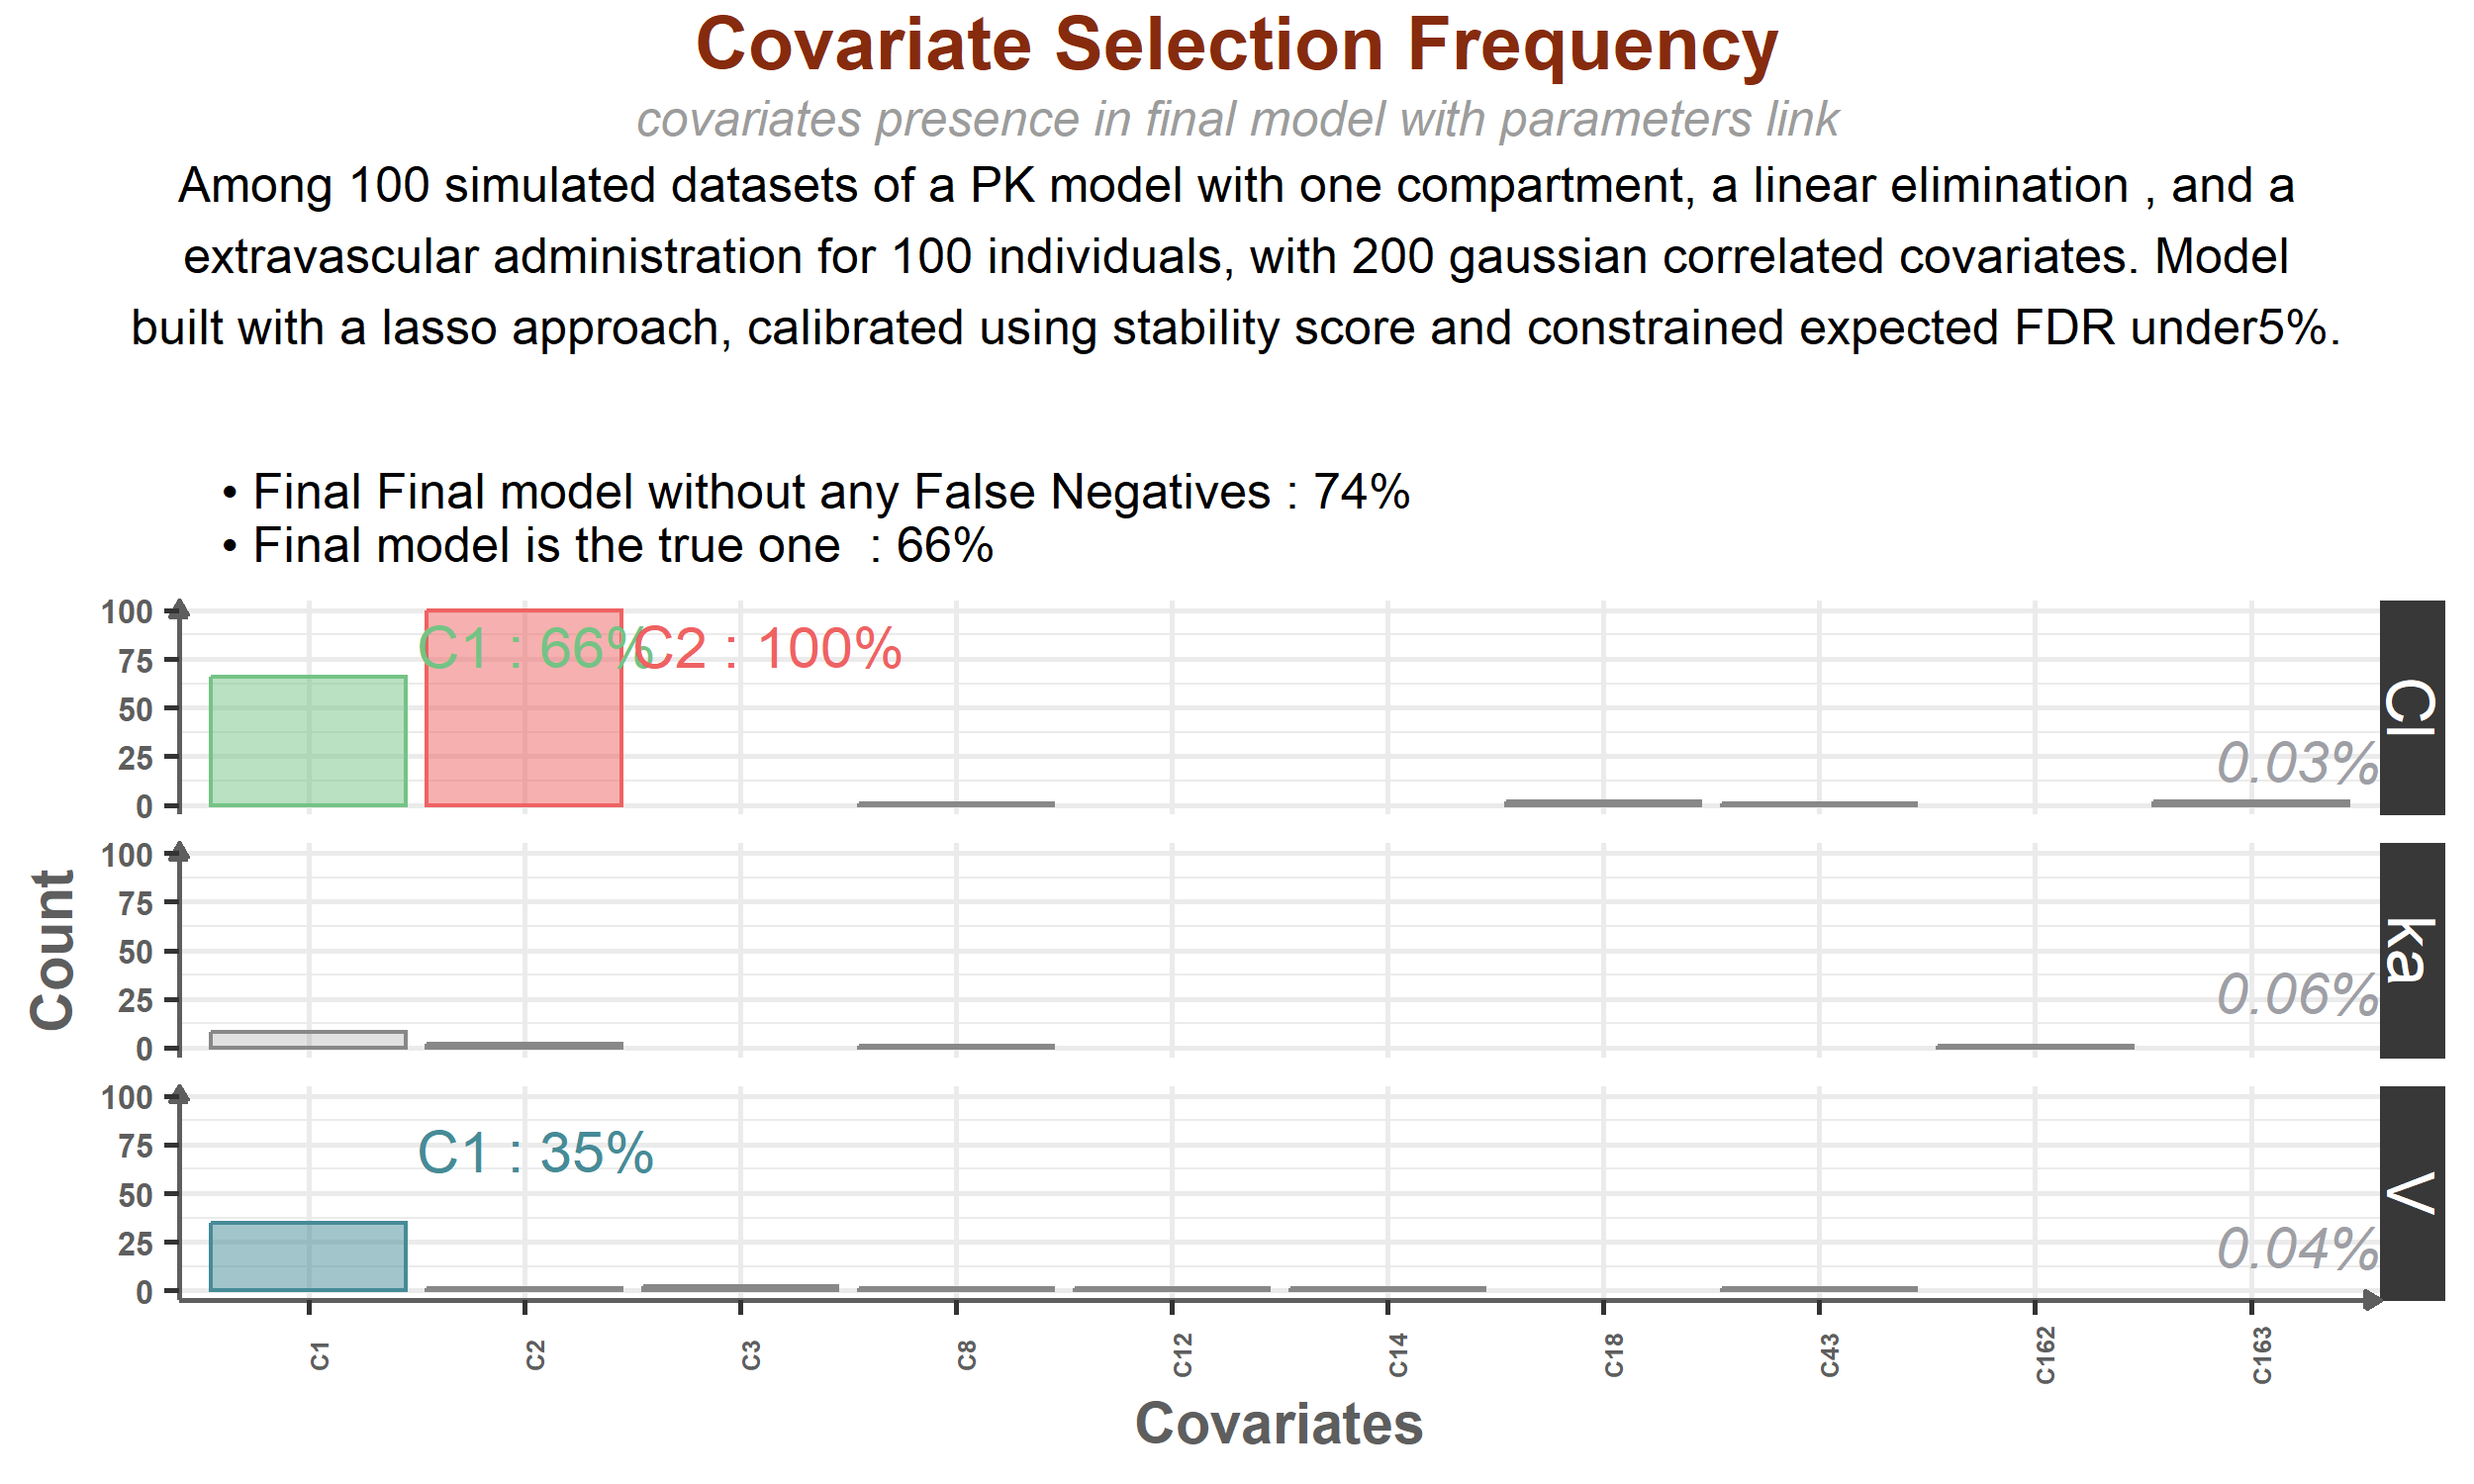 Covariate Selection Frequency
covariates presence in final model with parameters link
Among 100 simulated datasets of a PK model with one compartment, a linear elimination , and a
extravascular administration for 100 individuals, with 200 gaussian correlated covariates. Model
built with a lasso approach, calibrated using stability score and constrained expected FDR under5%.
• Final Final model without any False Negatives : 74%
• Final model is the true one  : 66%
100
75
50
25
0
C1 : 66%
C2 : 100%
0.03%
Cl
100
75
50
25
0
0.06%
ka
100
75
50
25
0
C1 : 35%
0.04%
V
Count
C1
C2
C3
C8
C12
C14
C18
C43
C162
C163
Covariates